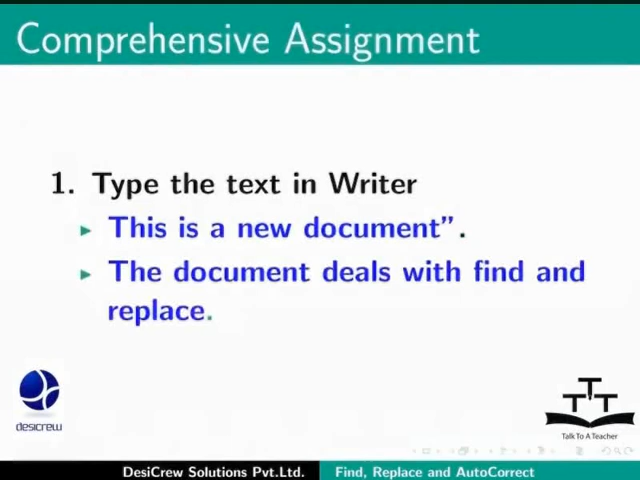 Comprehensive Assignment
1. Type the text in Writer
▶ This is a new document”.
▶ The document deals with find and
replace.
desicrew
TTT
Talk To A Teacher
DesiCrew Solutions Pvt.Ltd. Find, Replace and AutoCorrect